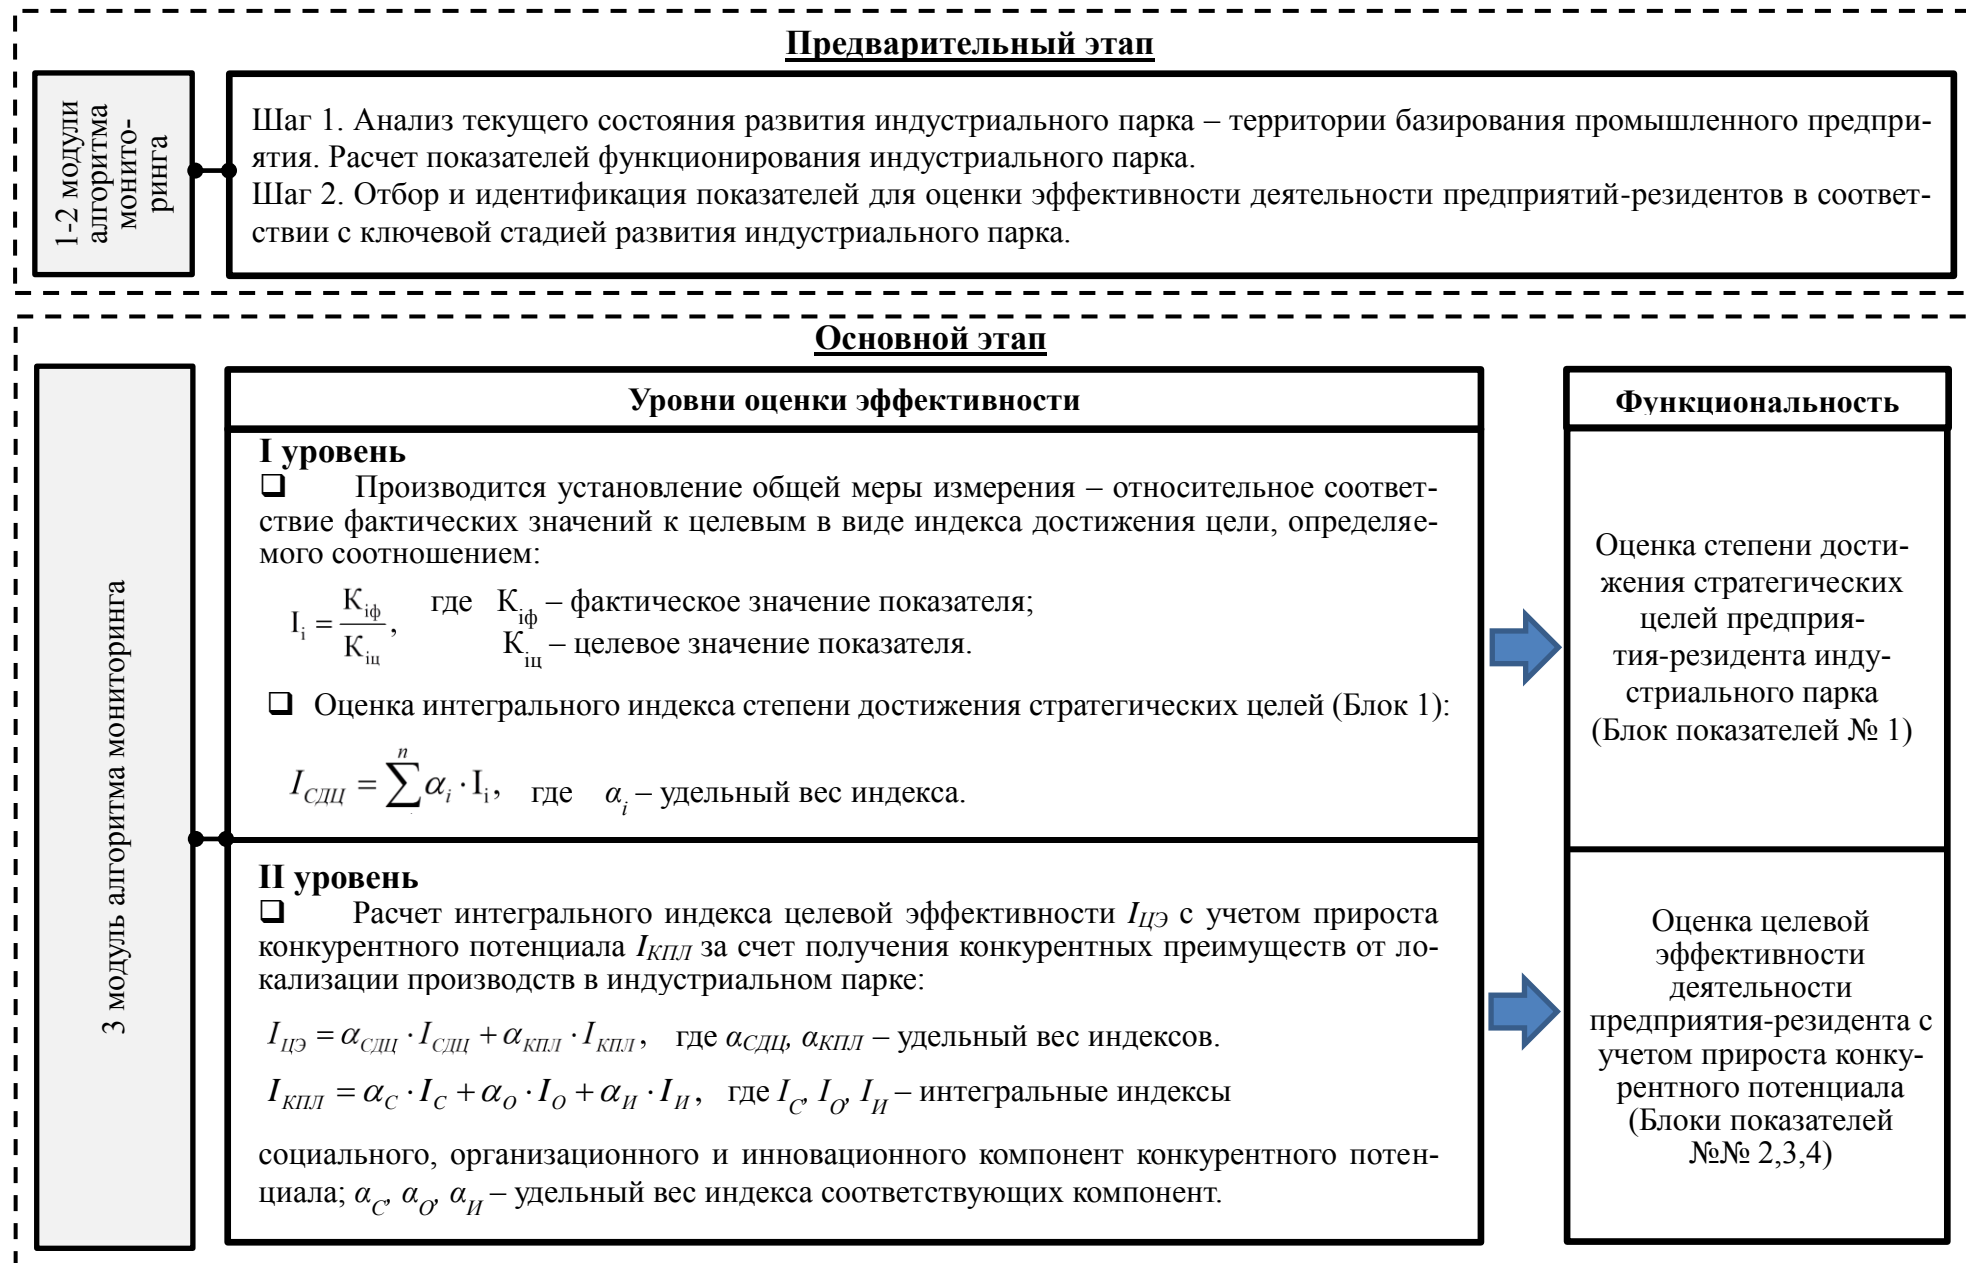 Предварительный этап
1-2 модули
алгоритма
монито-
ринга
Шаг 1. Анализ текущего состояния развития индустриального парка – территории базирования промышленного предпри-
ятия. Расчет показателей функционирования индустриального парка.
Шаг 2. Отбор и идентификация показателей для оценки эффективности деятельности предприятий-резидентов в соответ-
ствии с ключевой стадией развития индустриального парка.
Основной этап
3 модуль алгоритма мониторинга
Уровни оценки эффективности
I уровень
❑ Производится установление общей меры измерения – относительное соответ-
ствие фактических значений к целевым в виде индекса достижения цели, определяе-
мого соотношением:
I_i = К_iф / К_iц, где К_iф – фактическое значение показателя;
К_iц – целевое значение показателя.
❑ Оценка интегрального индекса степени достижения стратегических целей (Блок 1):
I_СДЦ = ∑^n α_i · I_i, где α_i – удельный вес индекса.
II уровень
❑ Расчет интегрального индекса целевой эффективности I_ЦЭ с учетом прироста
конкурентного потенциала I_КПЛ за счет получения конкурентных преимуществ от ло-
кализации производств в индустриальном парке:
I_ЦЭ = α_СДЦ · I_СДЦ + α_КПЛ · I_КПЛ, где α_СДЦ, α_КПЛ – удельный вес индексов.
I_КПЛ = α_С · I_С + α_О · I_О + α_И · I_И, где I_С, I_О, I_И – интегральные индексы
социального, организационного и инновационного компонент конкурентного потен-
циала; α_С, α_О, α_И – удельный вес индекса соответствующих компонент.
Функциональность
Оценка степени дости-
жения стратегических
целей предприя-
тия-резидента инду-
стриального парка
(Блок показателей № 1)
Оценка целевой
эффективности
деятельности
предприятия-резидента с
учетом прироста конку-
рентного потенциала
(Блоки показателей
№№ 2,3,4)